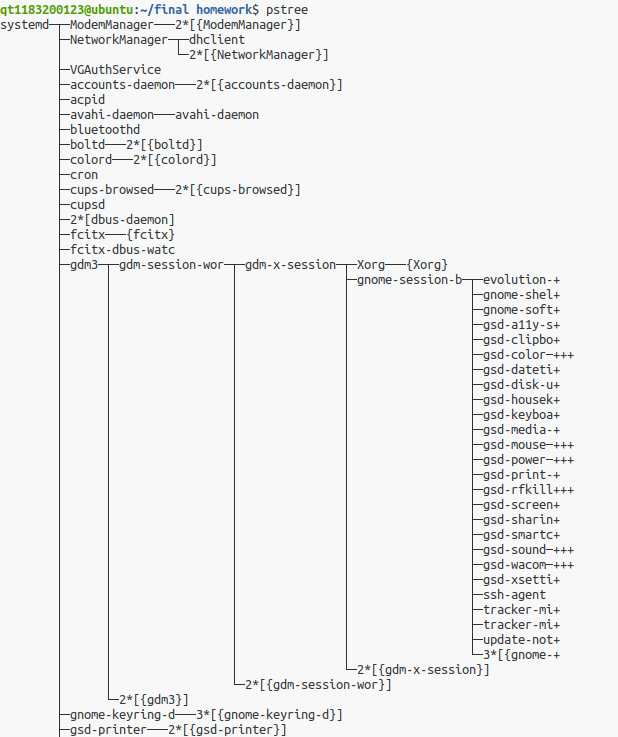 qt1183200123@ubuntu:~/final homework$ pstree
systemd─┬─ModemManager───2*[{ModemManager}]
        ├─NetworkManager─┬─dhclient
        │                └─2*[{NetworkManager}]
        ├─VGAuthService
        ├─accounts-daemon───2*[{accounts-daemon}]
        ├─acpid
        ├─avahi-daemon───avahi-daemon
        ├─bluetoothd
        ├─boltd───2*[{boltd}]
        ├─colord───2*[{colord}]
        ├─cron
        ├─cups-browsed───2*[{cups-browsed}]
        ├─cupsd
        ├─2*[dbus-daemon]
        ├─fcitx───{fcitx}
        ├─fcitx-dbus-watc
        ├─gdm3─┬─gdm-session-wor─┬─gdm-x-session─┬─Xorg───{Xorg}
        │      │                 │               ├─gnome-session-b─┬─evolution-+
        │      │                 │               │                 ├─gnome-shel+
        │      │                 │               │                 ├─gnome-soft+
        │      │                 │               │                 ├─gsd-a11y-s+
        │      │                 │               │                 ├─gsd-clipbo+
        │      │                 │               │                 ├─gsd-color─+++
        │      │                 │               │                 ├─gsd-dateti+
        │      │                 │               │                 ├─gsd-disk-u+
        │      │                 │               │                 ├─gsd-housek+
        │      │                 │               │                 ├─gsd-keyboa+
        │      │                 │               │                 ├─gsd-media-+
        │      │                 │               │                 ├─gsd-mouse─+++
        │      │                 │               │                 ├─gsd-power─+++
        │      │                 │               │                 ├─gsd-print-+
        │      │                 │               │                 ├─gsd-rfkill+++
        │      │                 │               │                 ├─gsd-screen+
        │      │                 │               │                 ├─gsd-sharin+
        │      │                 │               │                 ├─gsd-smartc+
        │      │                 │               │                 ├─gsd-sound─+++
        │      │                 │               │                 ├─gsd-wacom─+++
        │      │                 │               │                 ├─gsd-xsetti+
        │      │                 │               │                 ├─ssh-agent
        │      │                 │               │                 ├─tracker-mi+
        │      │                 │               │                 ├─tracker-mi+
        │      │                 │               │                 ├─update-not+
        │      │                 │               │                 └─3*[{gnome-+
        │      │                 │               └─2*[{gdm-x-session}]
        │      │                 └─2*[{gdm-session-wor}]
        │      └─2*[{gdm3}]
        ├─gnome-keyring-d───3*[{gnome-keyring-d}]
        ├─gsd-printer───2*[{gsd-printer}]